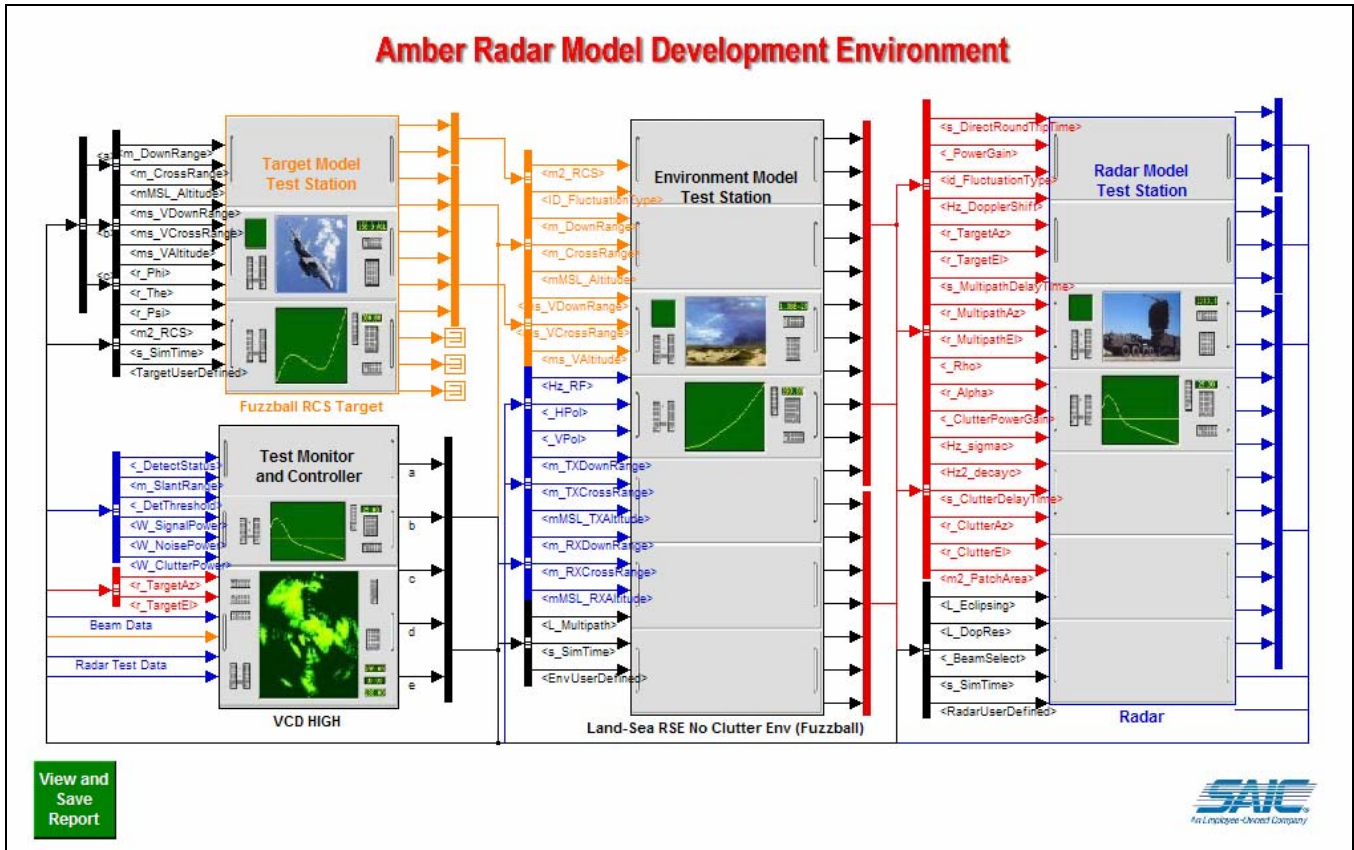 Amber Radar Model Development Environment
<m_DownRange>
<m_CrossRange>
<mMSL_Altitude>
<ms_VDownRange>
<ms_VCrossRange>
<ms_VAltitude>
<r_Phi>
<r_The>
<r_Psi>
<m2_RCS>
<s_SimTime>
<TargetUserDefined>
Target Model
Test Station
Fuzzball RCS Target
<_DetectStatus>
<m_SlantRange>
<_DetThreshold>
<W_SignalPower>
<W_NoisePower>
<W_ClutterPower>
<r_TargetAz>
<r_TargetEl>
Beam Data
Radar Test Data
Test Monitor
and Controller
a
b
c
d
e
VCD HIGH
<m2_RCS>
<ID_FluctuationType>
<m_DownRange>
<m_CrossRange>
<mMSL_Altitude>
<ms_VDownRange>
<ms_VCrossRange>
<ms_VAltitude>
<Hz_RF>
<_HPol>
<_VPol>
<m_TXDownRange>
<m_TXCrossRange>
<mMSL_TXAltitude>
<m_RXDownRange>
<m_RXCrossRange>
<mMSL_RXAltitude>
<L_Multipath>
<s_SimTime>
<EnvUserDefined>
Environment Model
Test Station
Land-Sea RSE No Clutter Env (Fuzzball)
<s_DirectRoundTripTime>
<_PowerGain>
<id_FluctuationType>
<Hz_DopplerShift>
<r_TargetAz>
<r_TargetEl>
<s_MultipathDelayTime>
<r_MultipathAz>
<r_MultipathEl>
<_Rho>
<r_Alpha>
<_ClutterPowerGain>
<Hz_sigmac>
<Hz2_decayc>
<s_ClutterDelayTime>
<r_ClutterAz>
<r_ClutterEl>
<m2_PatchArea>
<L_Eclipsing>
<L_DopRes>
<_BeamSelect>
<s_SimTime>
<RadarUserDefined>
Radar Model
Test Station
Radar
View and
Save
Report
SAIC
An Employee-Owned Company